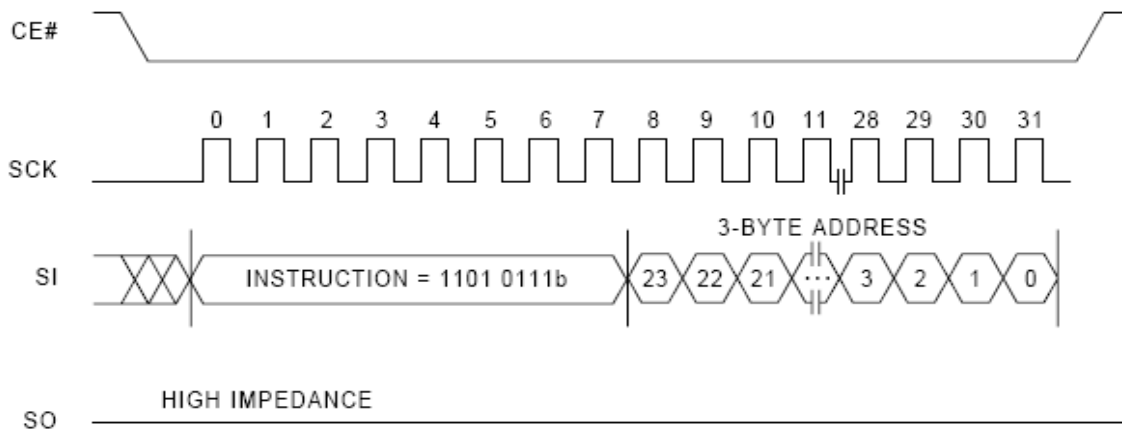 CE#
0 1 2 3 4 5 6 7 8 9 10 11 28 29 30 31
SCK
3-BYTE ADDRESS
SI INSTRUCTION = 1101 0111b 23 22 21 ... 3 2 1 0
HIGH IMPEDANCE
SO